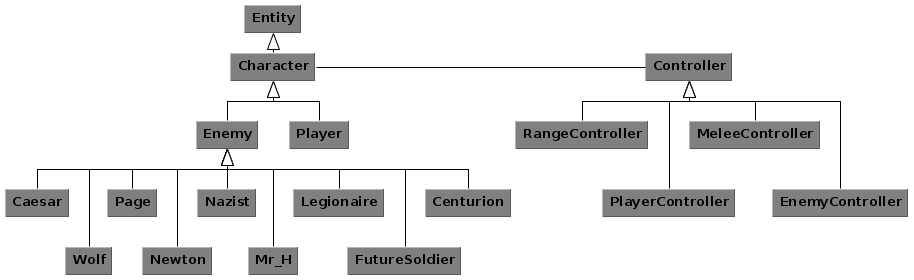 Entity
Character
Controller
Enemy
Player
RangeController
MeleeController
Caesar
Page
Nazist
Legionaire
Centurion
PlayerController
EnemyController
Wolf
Newton
Mr_H
FutureSoldier